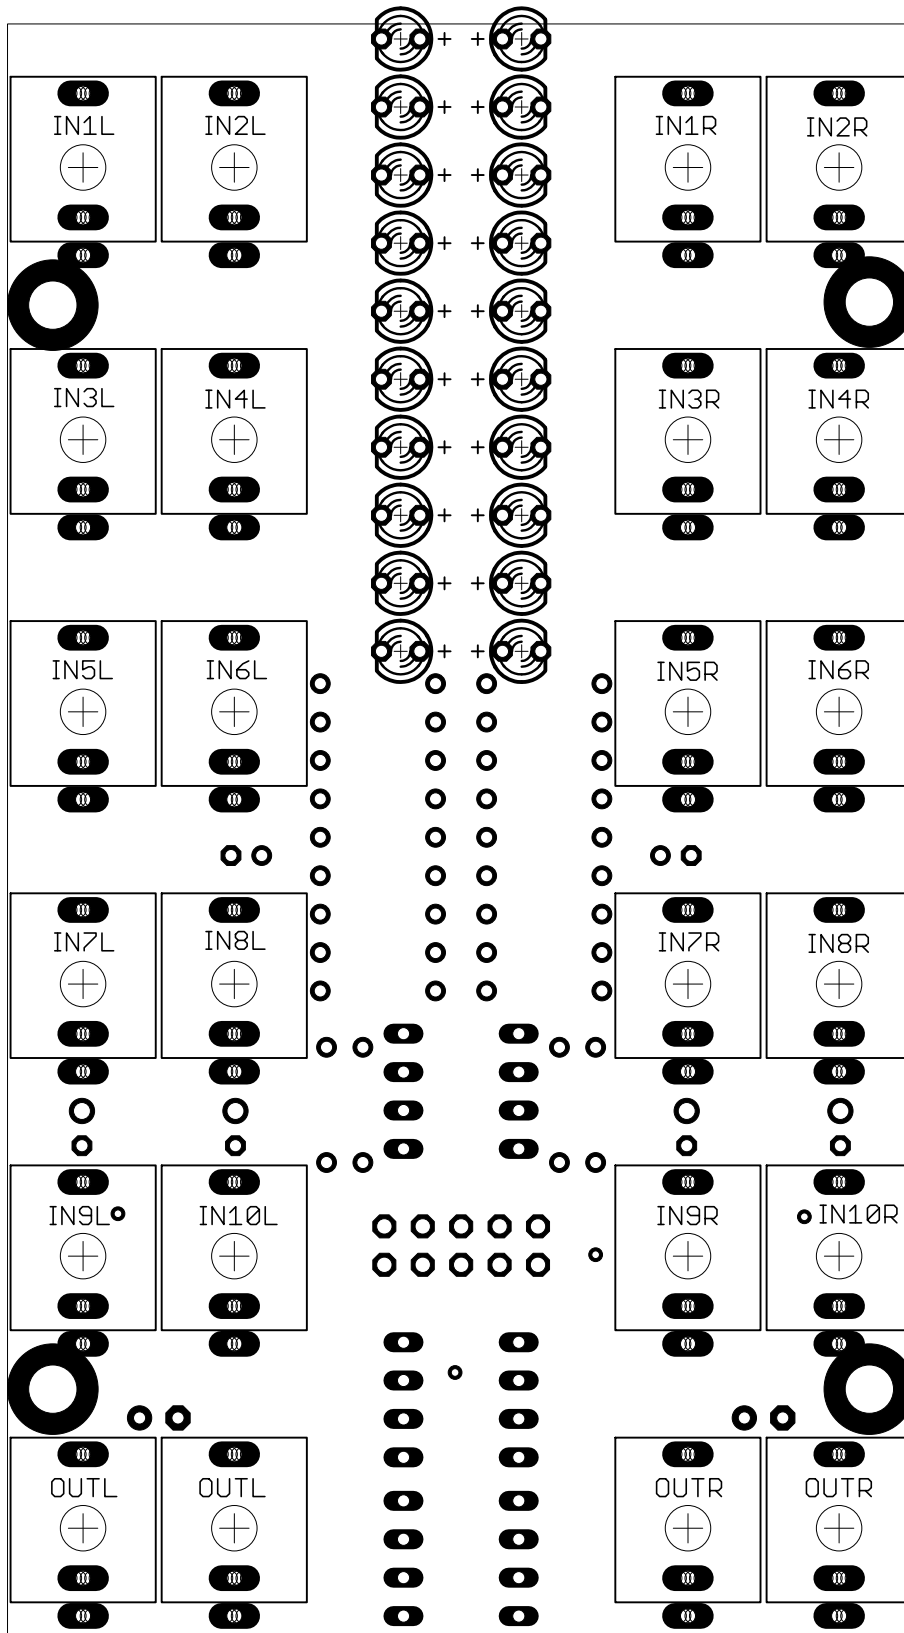 IN1L IN2L IN1R IN2R
IN3L IN4L IN3R IN4R
IN5L IN6L IN5R IN6R
IN7L IN8L IN7R IN8R
IN9L IN10L IN9R IN10R
OUTL OUTL OUTR OUTR